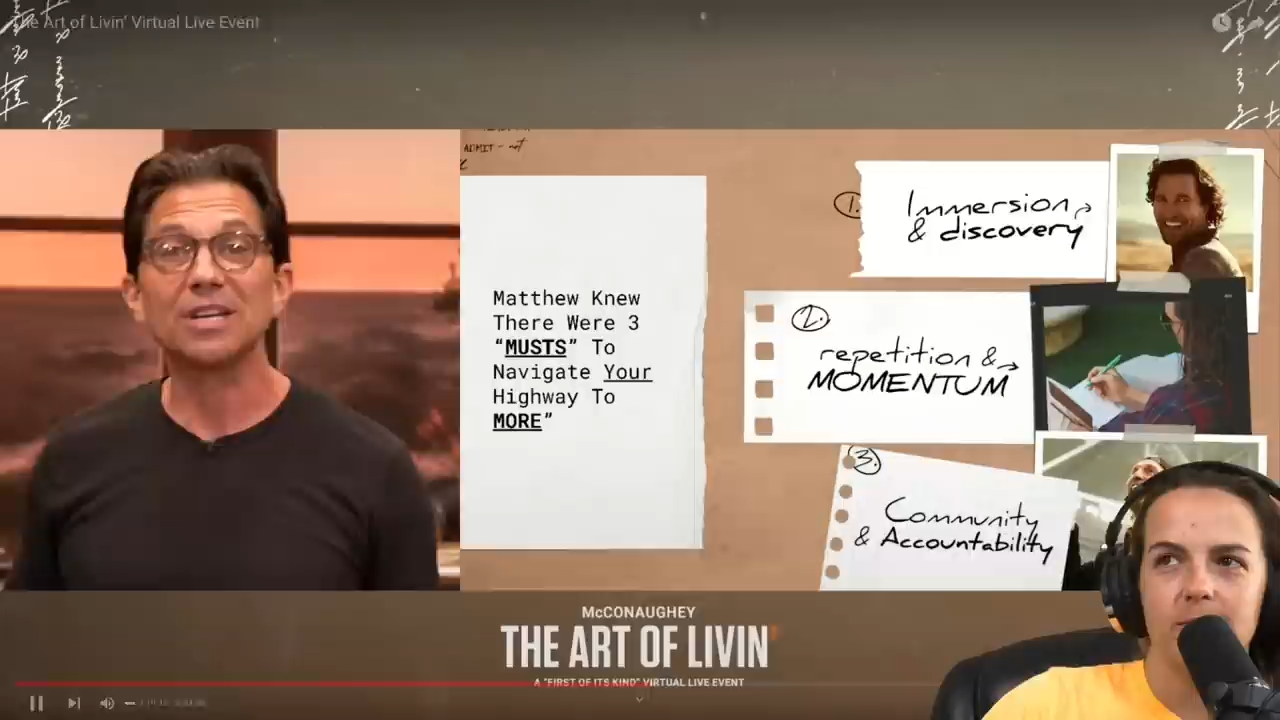 The Art of Livin' Virtual Live Event
ADMIT - not
Matthew Knew
There Were 3
“MUSTS” To
Navigate Your
Highway To
MORE”
1.
Immersion
& discovery
2.
repetition &
MOMENTUM
3.
Community
& Accountability
McCONAUGHEY
THE ART OF LIVIN'
A "FIRST OF ITS KIND" VIRTUAL LIVE EVENT